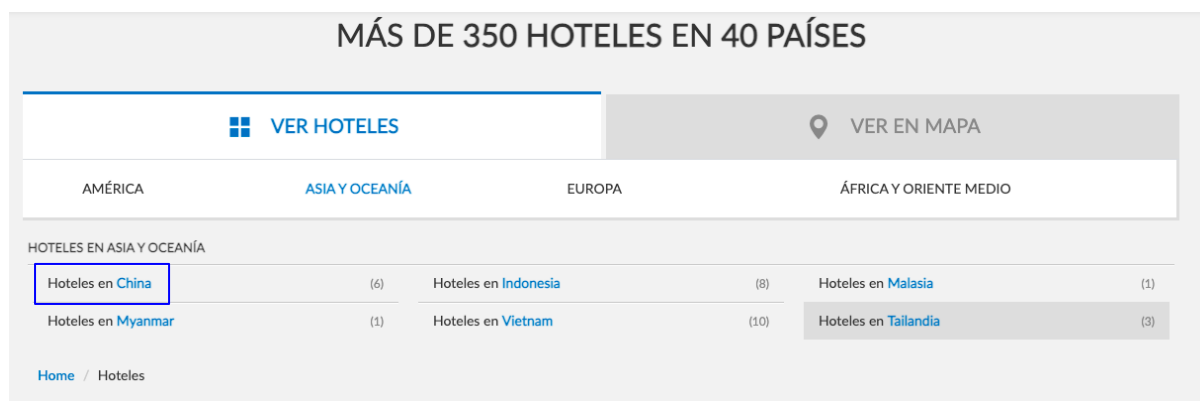 MÁS DE 350 HOTELES EN 40 PAÍSES
VER HOTELES
VER EN MAPA
AMÉRICA
ASIA Y OCEANÍA
EUROPA
ÁFRICA Y ORIENTE MEDIO
HOTELES EN ASIA Y OCEANÍA
Hoteles en China (6)
Hoteles en Indonesia (8)
Hoteles en Malasia (1)
Hoteles en Myanmar (1)
Hoteles en Vietnam (10)
Hoteles en Tailandia (3)
Home / Hoteles